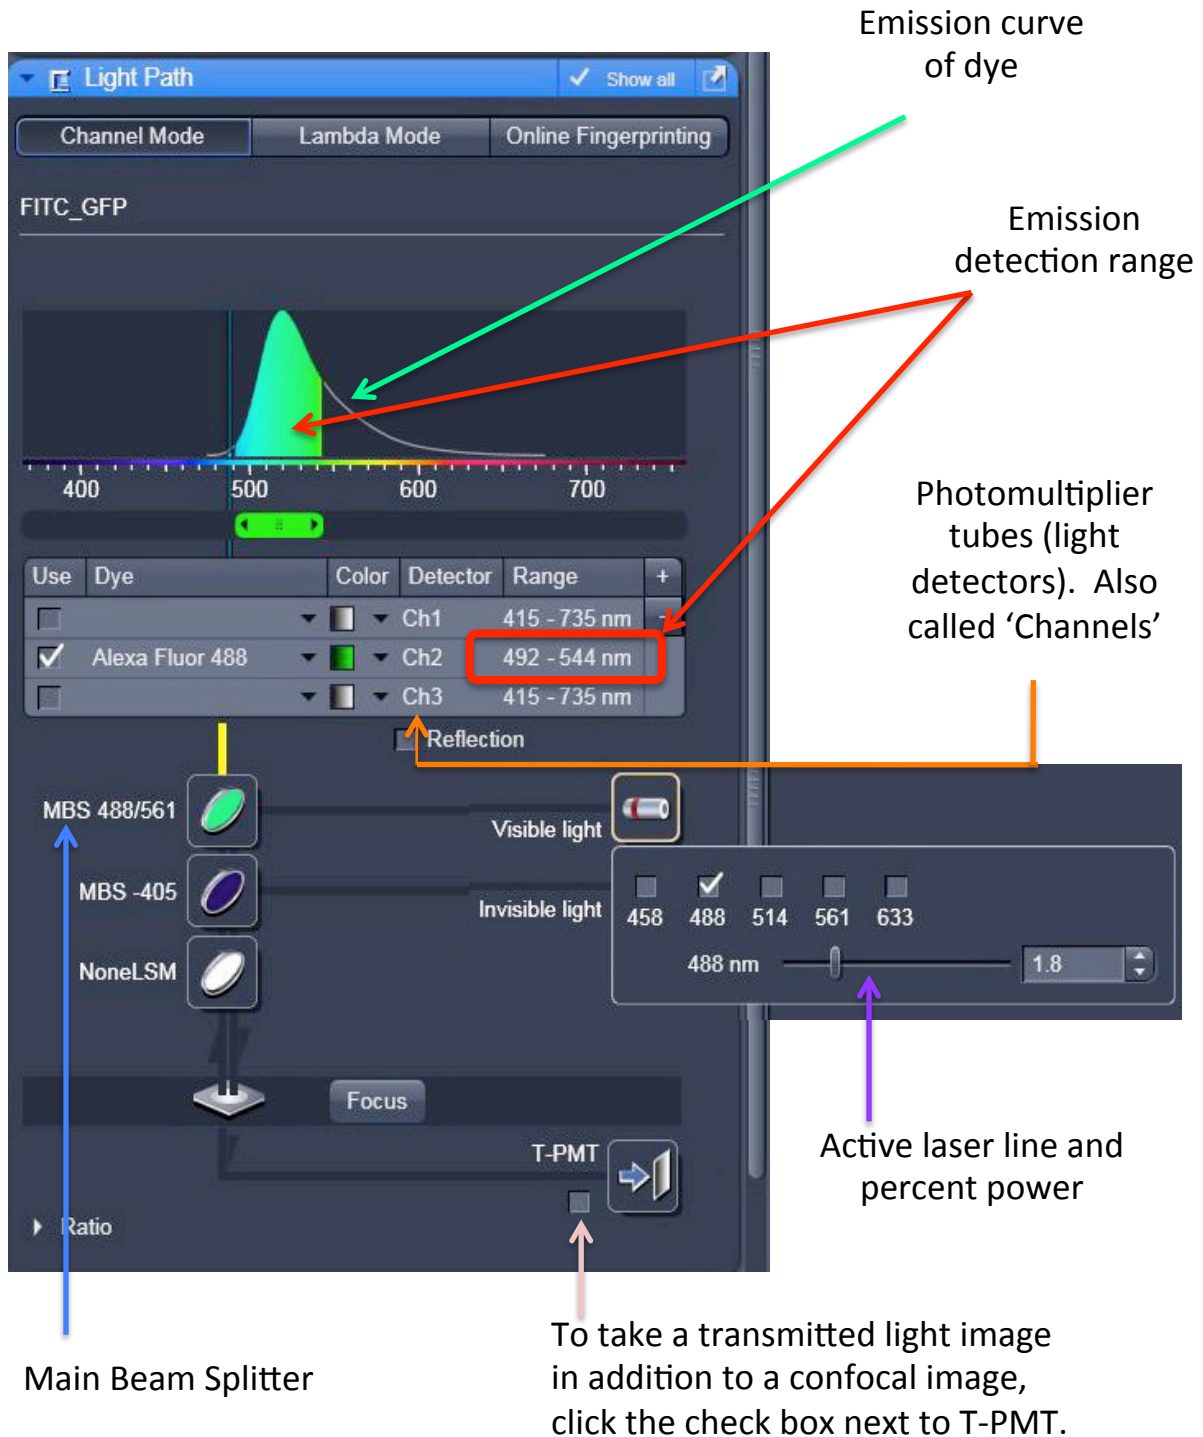 Emission curve
of dye
Light Path
Show all
Channel Mode Lambda Mode Online Fingerprinting
FITC_GFP
Emission
detection range
400 500 600 700
Photomultiplier
tubes (light
detectors). Also
called ‘Channels’
Use Dye Color Detector Range +
Ch1 415 - 735 nm -
Alexa Fluor 488 Ch2 492 - 544 nm
Ch3 415 - 735 nm
Reflection
MBS 488/561
Visible light
MBS -405
Invisible light
458 488 514 561 633
NoneLSM
488 nm 1.8
Focus
T-PMT
Active laser line and
percent power
Ratio
Main Beam Splitter
To take a transmitted light image
in addition to a confocal image,
click the check box next to T-PMT.